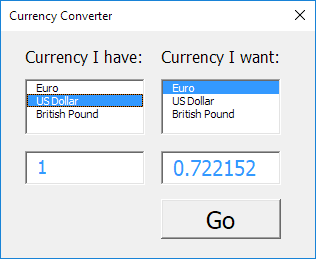 Currency Converter
Currency I have: Currency I want:
Euro Euro
US Dollar US Dollar
British Pound British Pound
1 0.722152
Go